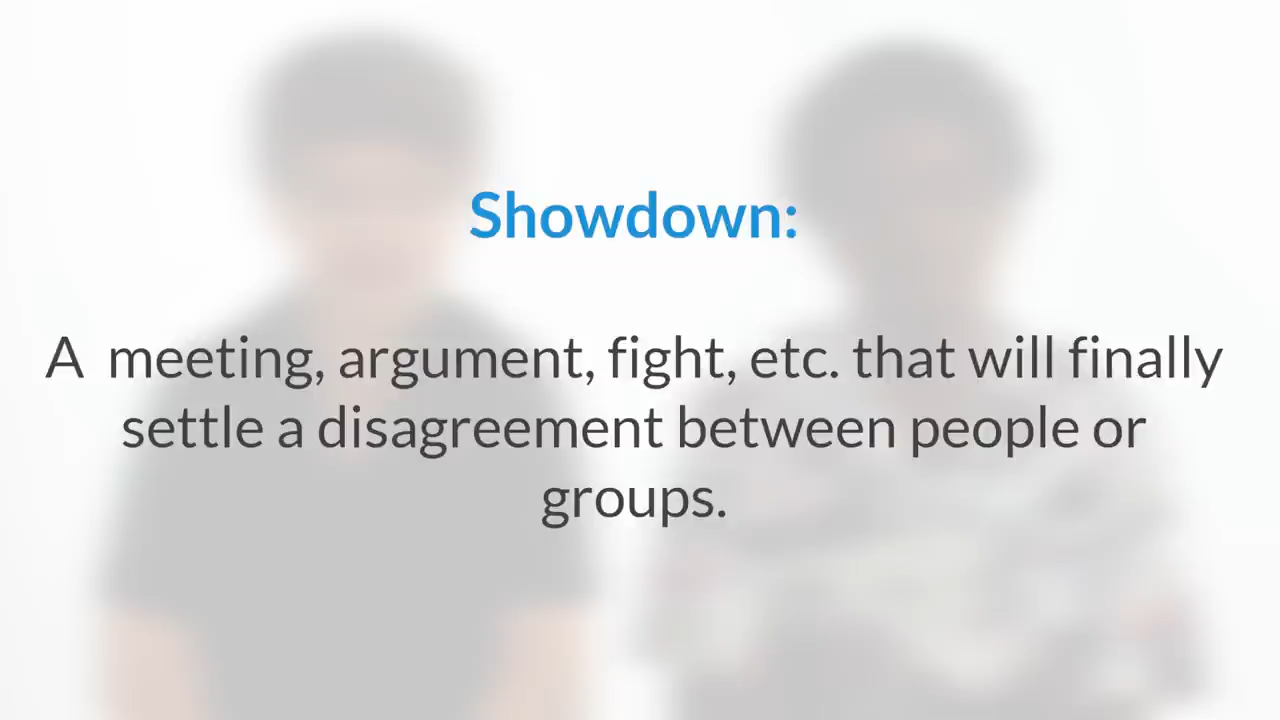 Showdown:
A  meeting, argument, fight, etc. that will finally
settle a disagreement between people or
groups.